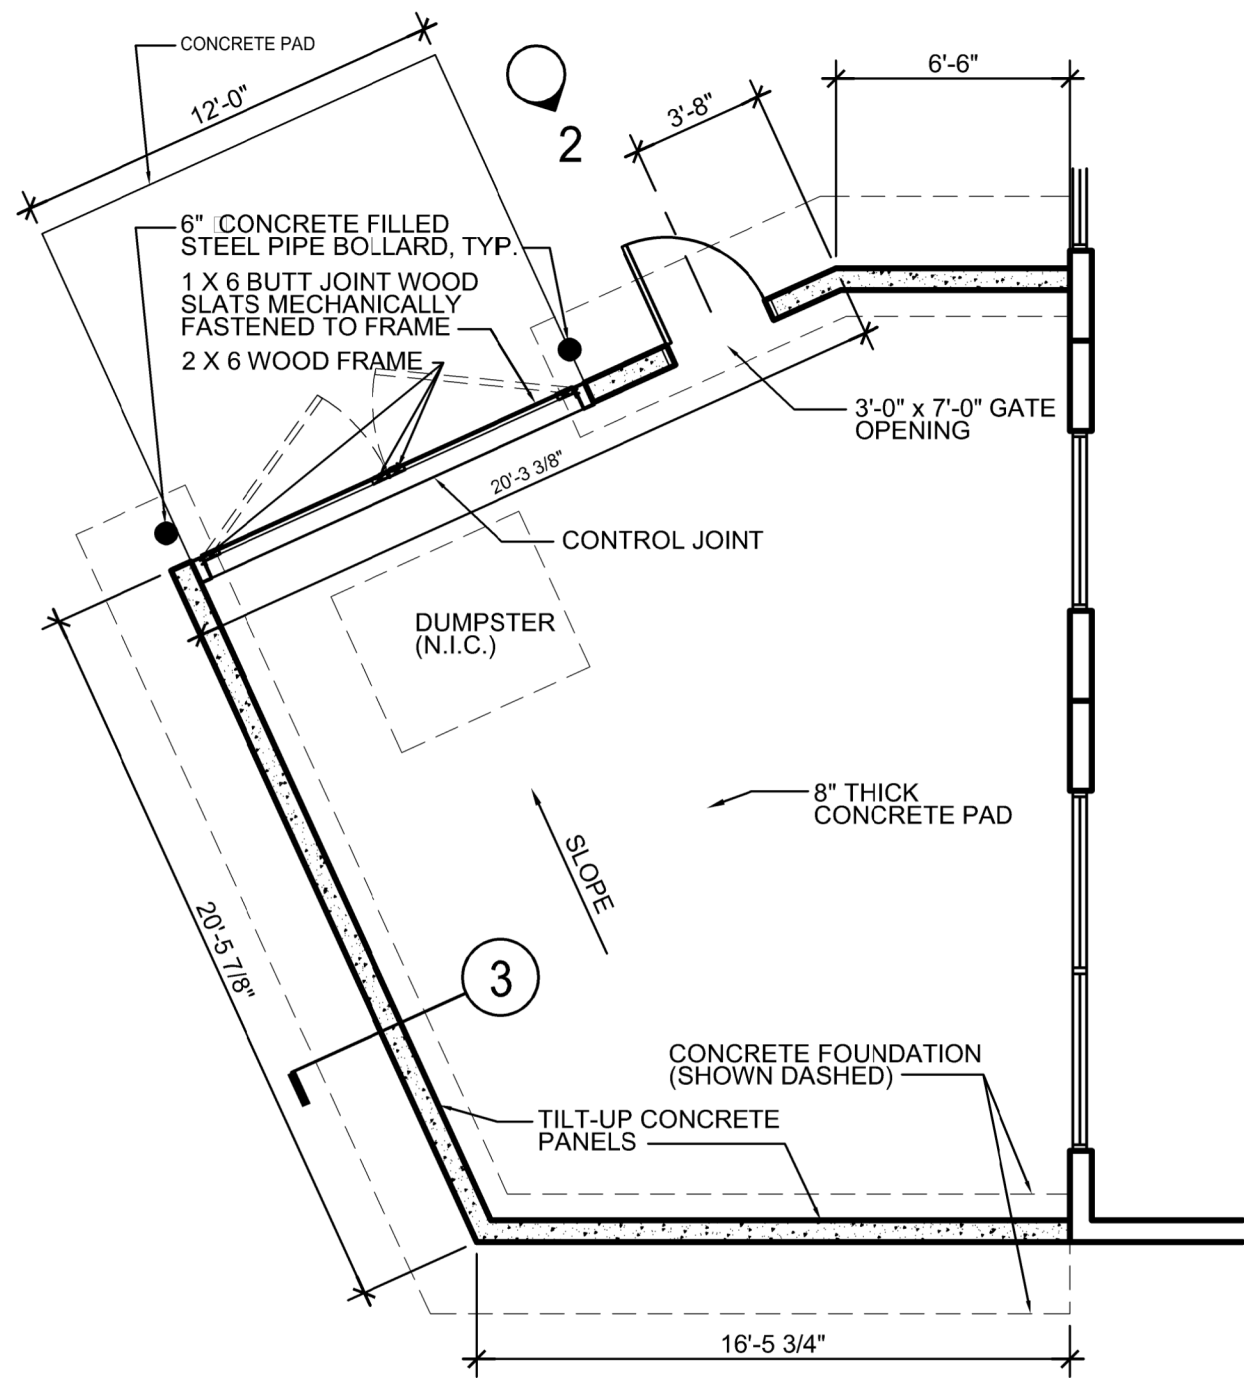 CONCRETE PAD
12'-0"
2
3'-8"
6'-6"
6" CONCRETE FILLED
STEEL PIPE BOLLARD, TYP.
1 X 6 BUTT JOINT WOOD
SLATS MECHANICALLY
FASTENED TO FRAME
2 X 6 WOOD FRAME
3'-0" x 7'-0" GATE
OPENING
20'-3 3/8"
CONTROL JOINT
DUMPSTER
(N.I.C.)
8" THICK
CONCRETE PAD
SLOPE
20'-5 7/8"
3
CONCRETE FOUNDATION
(SHOWN DASHED)
TILT-UP CONCRETE
PANELS
16'-5 3/4"